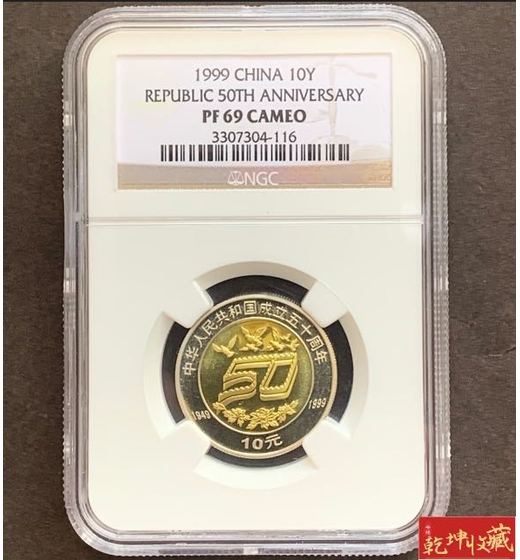 1999 CHINA 10Y
REPUBLIC 50TH ANNIVERSARY
PF 69 CAMEO
3307304-116
NGC
中华人民共和国成立五十周年
50
1949 1999
10元
乾坤收藏